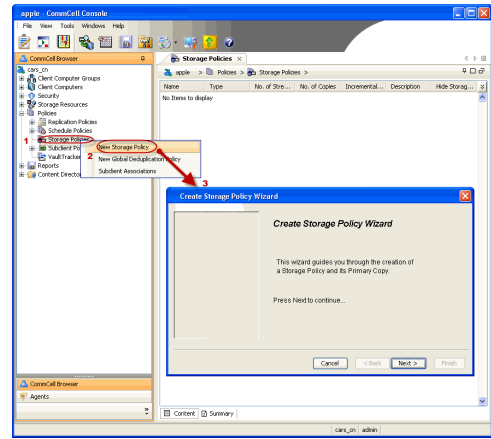 apple - CommCell Console
File View Tools Windows Help
CommCell Browser
Storage Policies
cars_cn
apple > Policies > Storage Policies >
Client Computer Groups
Client Computers
Security
Storage Resources
Policies
Replication Policies
Schedule Policies
1 Storage Policies
Subclient Po
VaultTracker
Reports
Content Director
Name Type No. of Stre... No. of Copies Incremental... Description Hide Storag...
No Items to display
New Storage Policy
2 New Global Deduplication Policy
Subclient Associations
3
Create Storage Policy Wizard
Create Storage Policy Wizard
This wizard guides you through the creation of
a Storage Policy and its Primary Copy.
Press Next to continue...
Cancel < Back Next > Finish
CommCell Browser
Agents
Content Summary
cars_cn admin